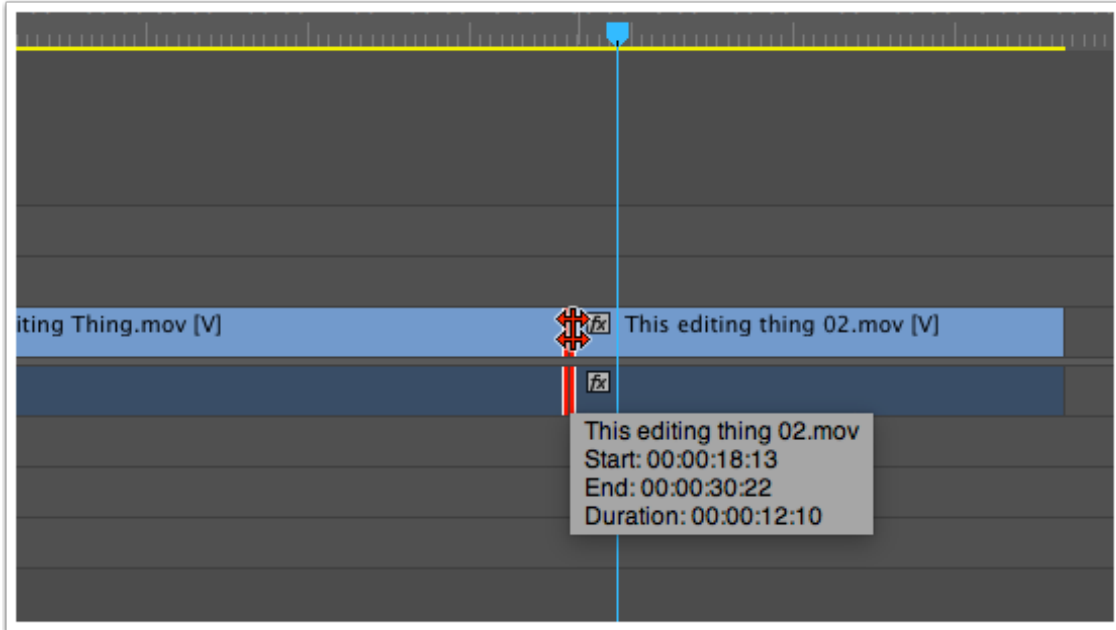 iting Thing.mov [V]
fx This editing thing 02.mov [V]
fx
This editing thing 02.mov
Start: 00:00:18:13
End: 00:00:30:22
Duration: 00:00:12:10